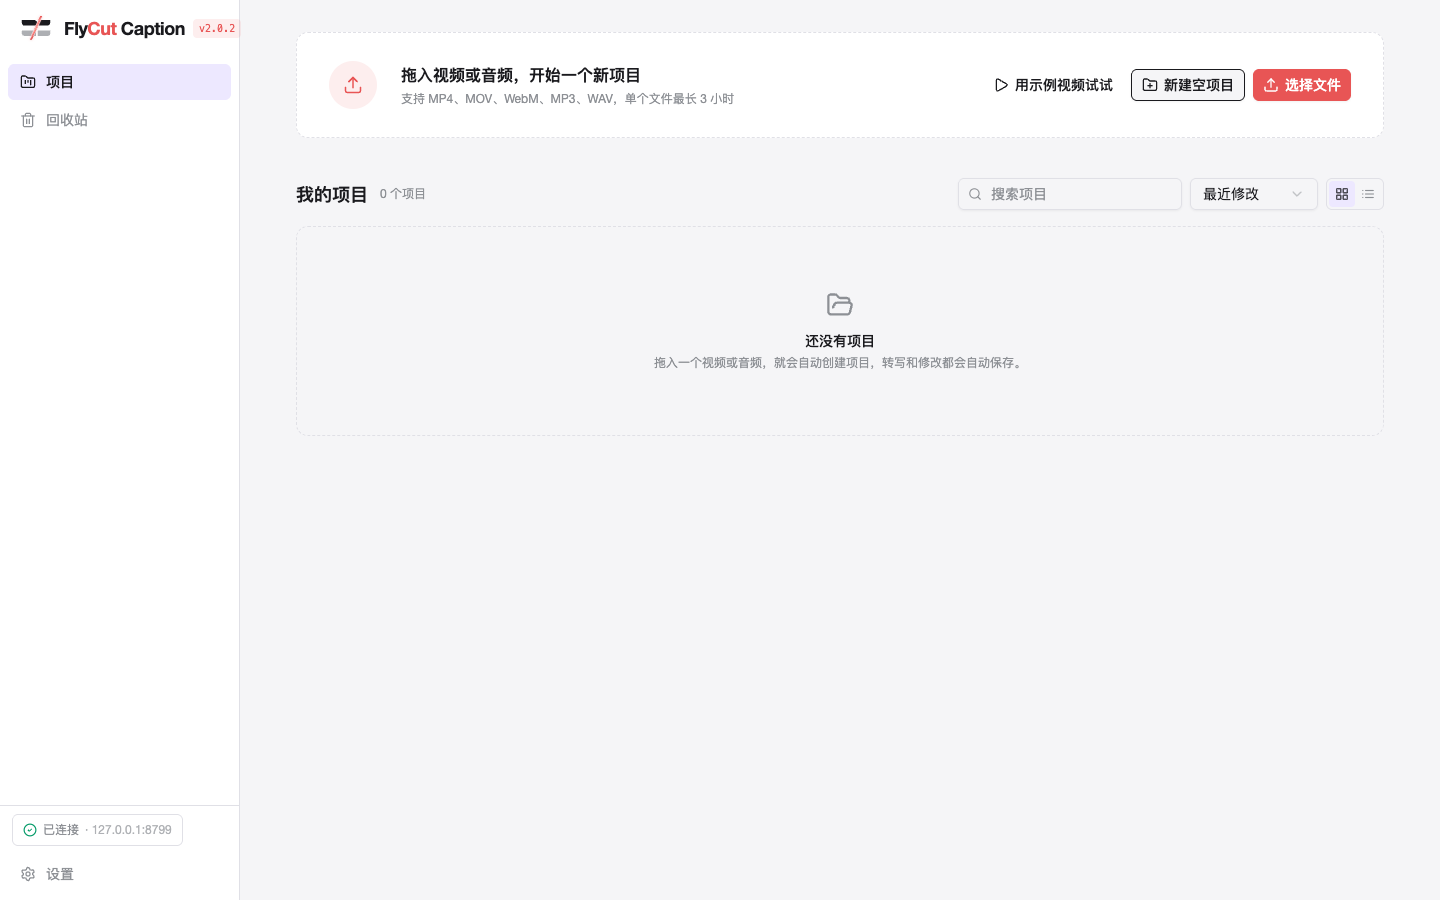 FlyCut Caption v2.0.2
项目
回收站
拖入视频或音频，开始一个新项目
支持 MP4、MOV、WebM、MP3、WAV，单个文件最长 3 小时
用示例视频试试
新建空项目
选择文件
我的项目 0 个项目
搜索项目
最近修改
还没有项目
拖入一个视频或音频，就会自动创建项目，转写和修改都会自动保存。
已连接 · 127.0.0.1:8799
设置